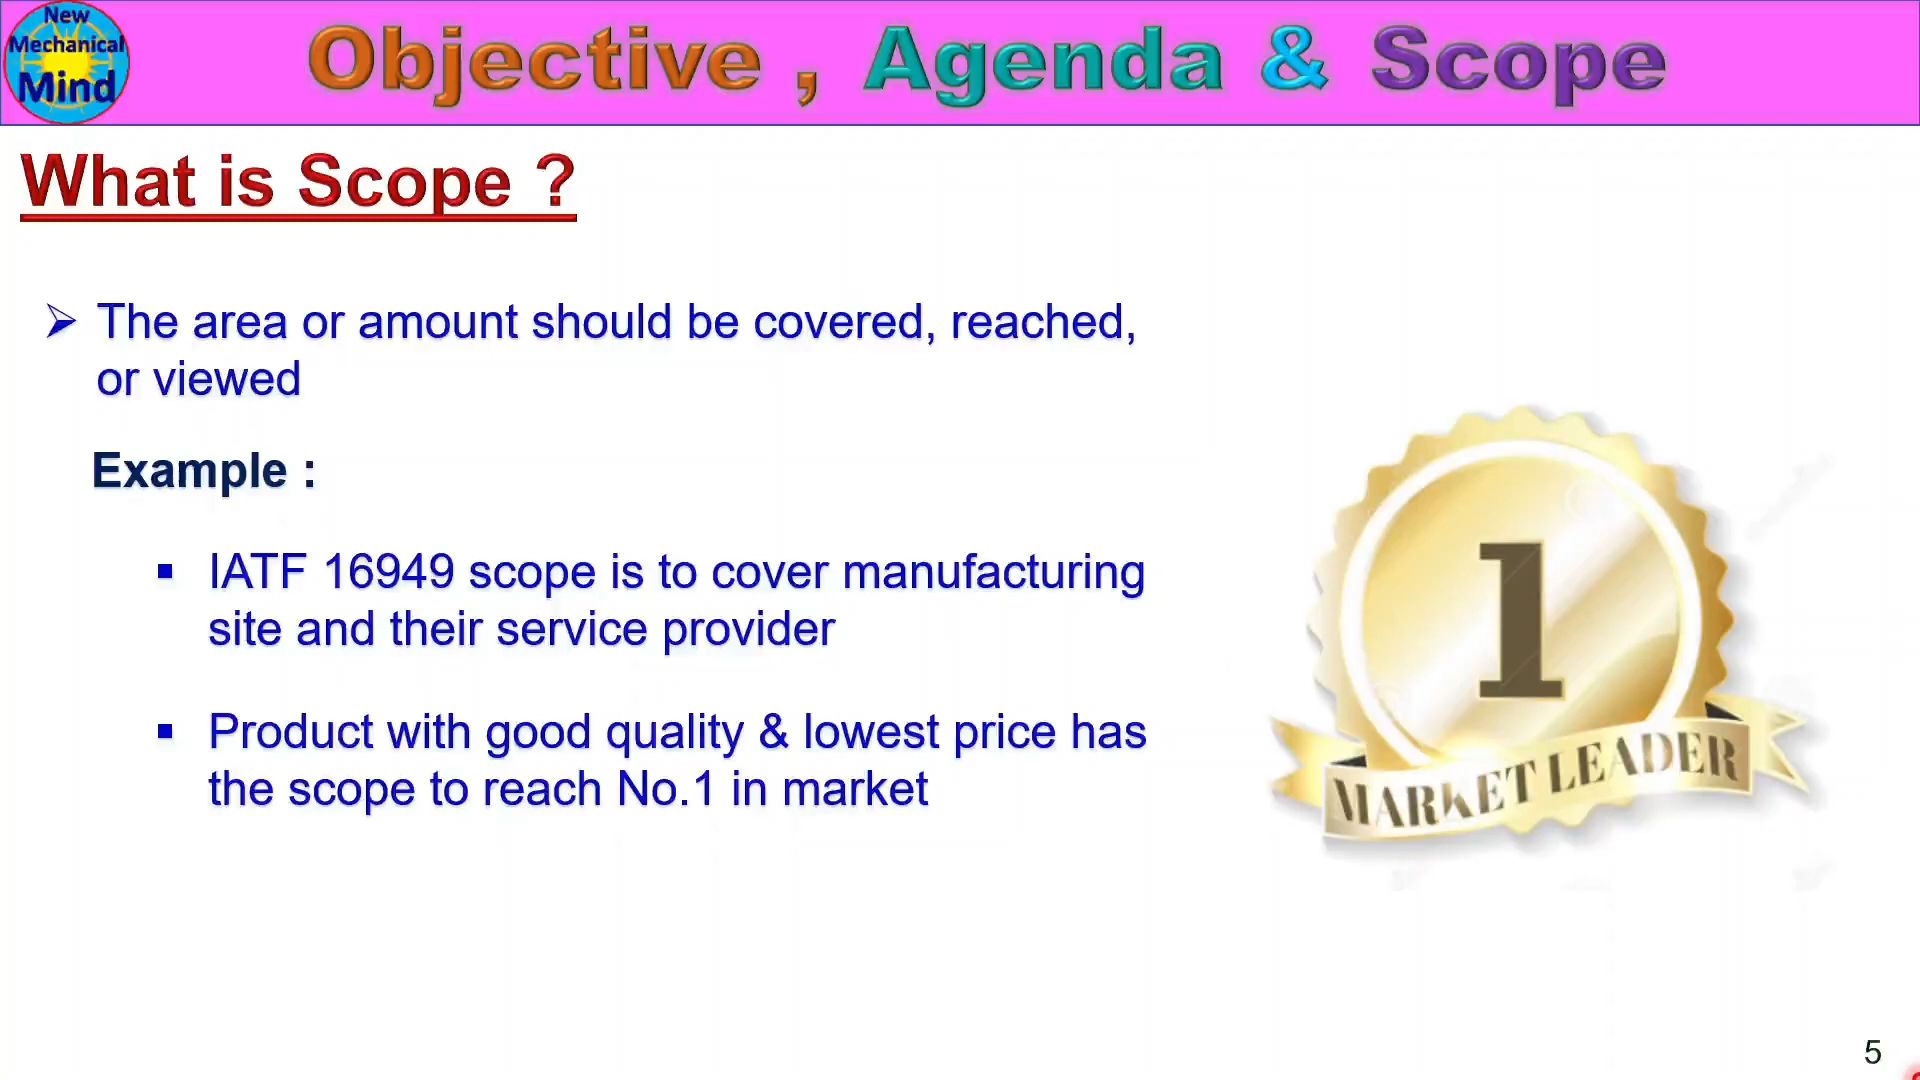 New
Mechanical
Mind
Objective , Agenda & Scope
What is Scope ?
The area or amount should be covered, reached,
or viewed
Example :
IATF 16949 scope is to cover manufacturing
site and their service provider
Product with good quality & lowest price has
the scope to reach No.1 in market
1
MARKET LEADER
5